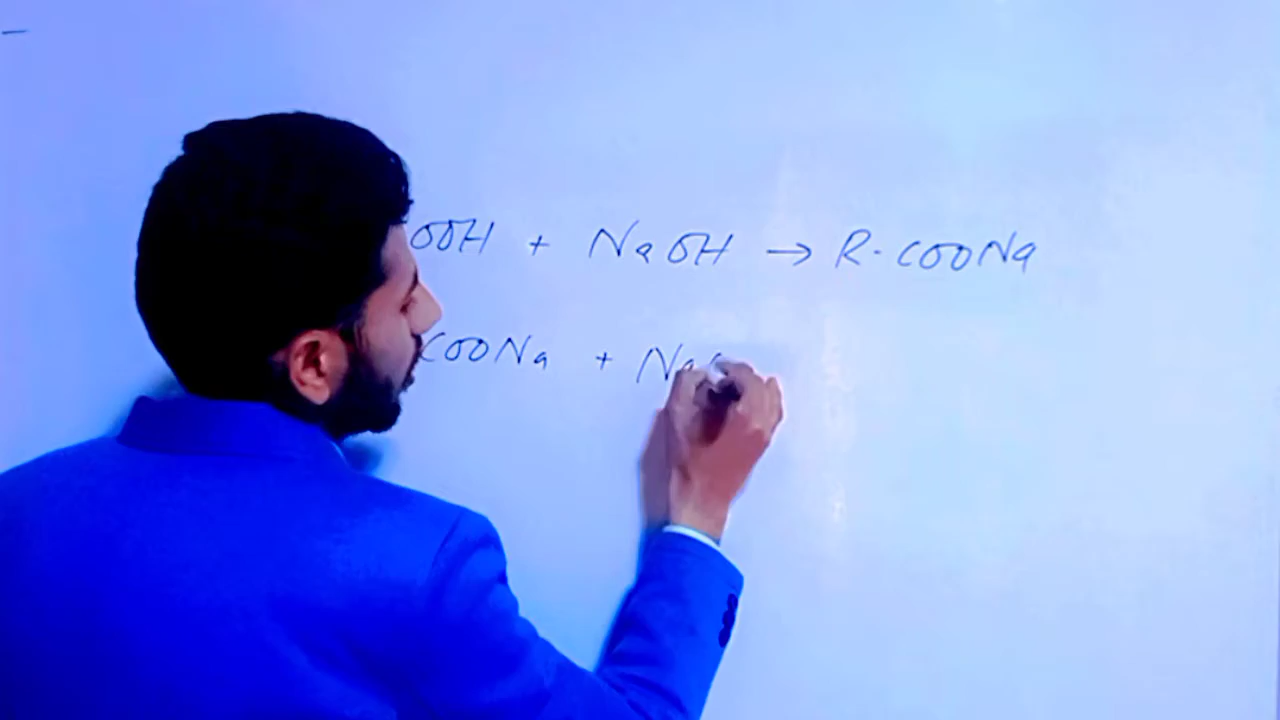 OOH + NaOH → R-COONa
COONa + Na